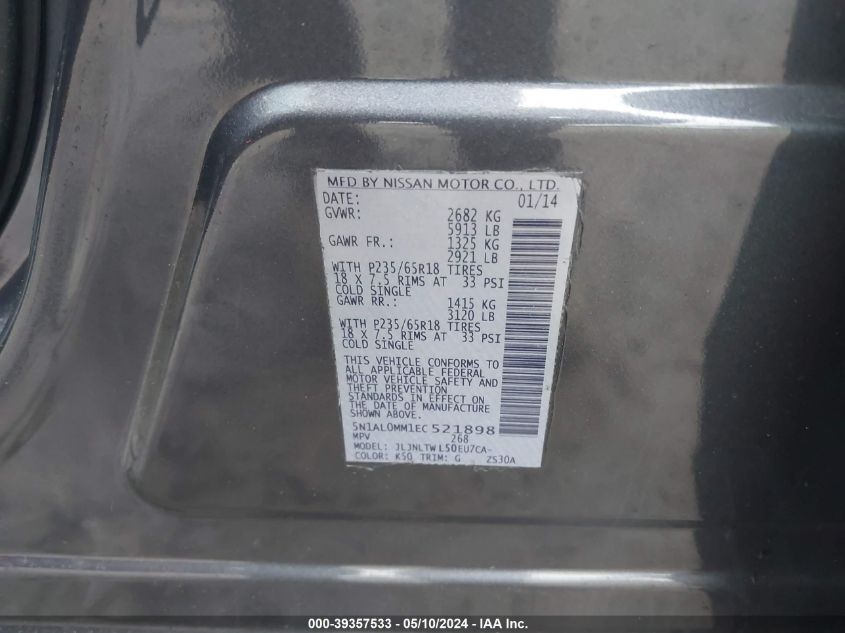 MFD BY NISSAN MOTOR CO., LTD.
DATE: 01/14
GVWR: 2682 KG
5913 LB
GAWR FR.: 1325 KG
2921 LB
WITH P235/65R18 TIRES
18 X 7.5 RIMS AT 33 PSI
COLD SINGLE
GAWR RR.: 1415 KG
3120 LB
WITH P235/65R18 TIRES
18 X 7.5 RIMS AT 33 PSI
COLD SINGLE
THIS VEHICLE CONFORMS TO
ALL APPLICABLE FEDERAL
MOTOR VEHICLE SAFETY AND
THEFT PREVENTION
STANDARDS IN EFFECT ON
THE DATE OF MANUFACTURE
SHOWN ABOVE.
5N1AL0MM1EC521898
MPV 268
MODEL: JLJNLTWL50EU7CA-
COLOR: K50 TRIM: G ZS30A
000-39357533 - 05/10/2024 - IAA Inc.